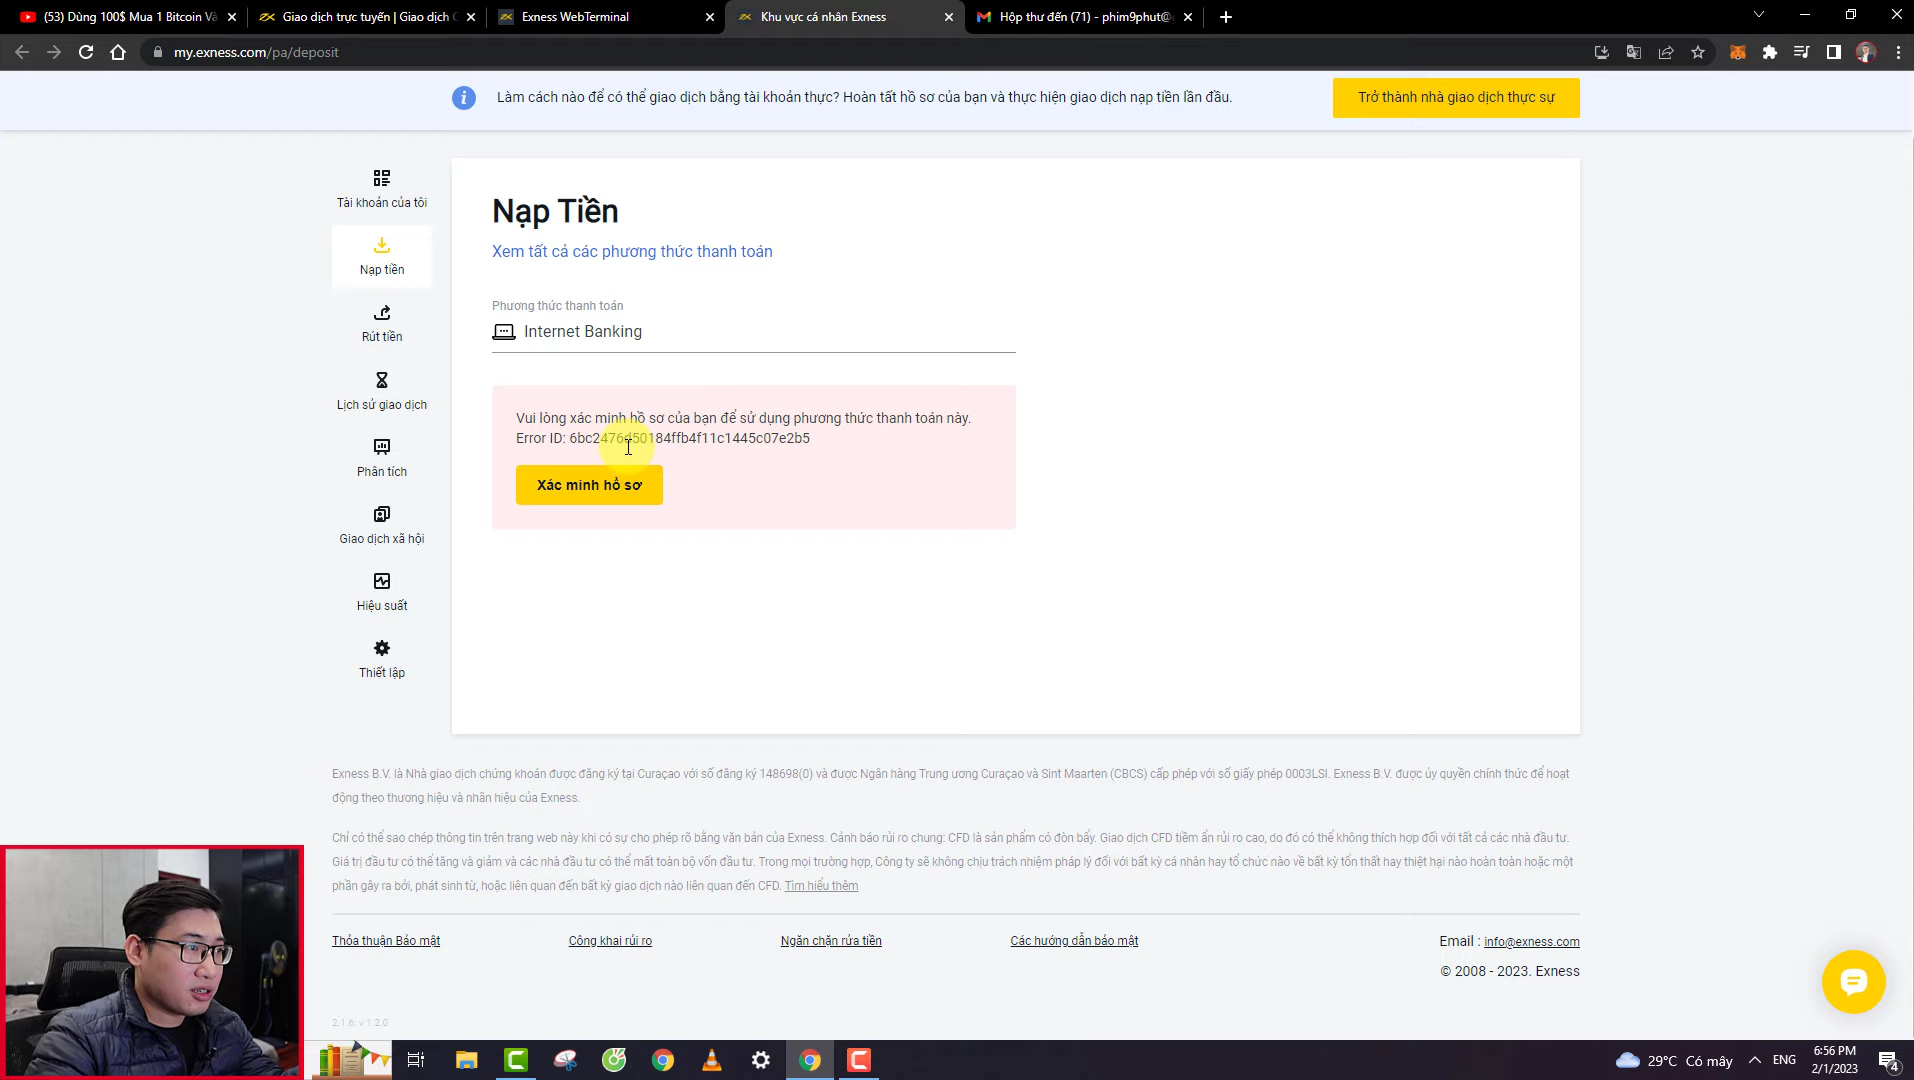 (53) Dùng 100$ Mua 1 Bitcoin Và
Giao dịch trực tuyến | Giao dịch
Exness WebTerminal
Khu vực cá nhân Exness
Hộp thư đến (71) - phim9phut@
my.exness.com/pa/deposit
Làm cách nào để có thể giao dịch bằng tài khoản thực? Hoàn tất hồ sơ của bạn và thực hiện giao dịch nạp tiền lần đầu.
Trở thành nhà giao dịch thực sự
Tài khoản của tôi
Nạp tiền
Rút tiền
Lịch sử giao dịch
Phân tích
Giao dịch xã hội
Hiệu suất
Thiết lập
Nạp Tiền
Xem tất cả các phương thức thanh toán
Phương thức thanh toán
Internet Banking
Vui lòng xác minh hồ sơ của bạn để sử dụng phương thức thanh toán này.
Error ID: 6bc2476d50184ffb4f11c1445c07e2b5
Xác minh hồ sơ
Exness B.V. là Nhà giao dịch chứng khoán được đăng ký tại Curaçao với số đăng ký 148698(0) và được Ngân hàng Trung ương Curaçao và Sint Maarten (CBCS) cấp phép với số giấy phép 0003LSI. Exness B.V. được ủy quyền chính thức để hoạt
động theo thương hiệu và nhãn hiệu của Exness.
Chỉ có thể sao chép thông tin trên trang web này khi có sự cho phép rõ bằng văn bản của Exness. Cảnh báo rủi ro chung: CFD là sản phẩm có đòn bẩy. Giao dịch CFD tiềm ẩn rủi ro cao, do đó có thể không thích hợp đối với tất cả các nhà đầu tư.
Giá trị đầu tư có thể tăng và giảm và các nhà đầu tư có thể mất toàn bộ vốn đầu tư. Trong mọi trường hợp, Công ty sẽ không chịu trách nhiệm pháp lý đối với bất kỳ cá nhân hay tổ chức nào về bất kỳ tổn thất hay thiệt hại nào hoàn toàn hoặc một
phần gây ra bởi, phát sinh từ, hoặc liên quan đến bất kỳ giao dịch nào liên quan đến CFD. Tìm hiểu thêm
Thỏa thuận Bảo mật
Công khai rủi ro
Ngăn chặn rửa tiền
Các hướng dẫn bảo mật
Email : info@exness.com
© 2008 - 2023. Exness
2.1.6; v 1.2.0
29°C Có mây
ENG
6:56 PM
2/1/2023
4